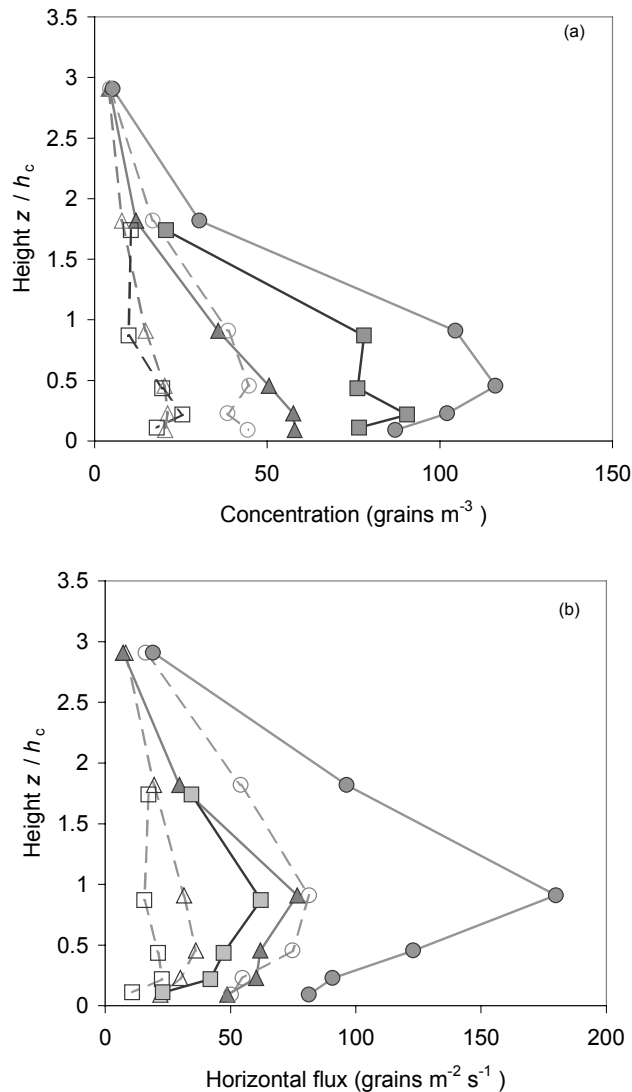 3.5
(a)
3
2.5
2
1.5
1
0.5
0
Height z / h_c
0 50 100 150
Concentration (grains m⁻³ )
3.5
(b)
3
2.5
2
1.5
1
0.5
0
Height z / h_c
0 50 100 150 200
Horizontal flux (grains m⁻² s⁻¹ )